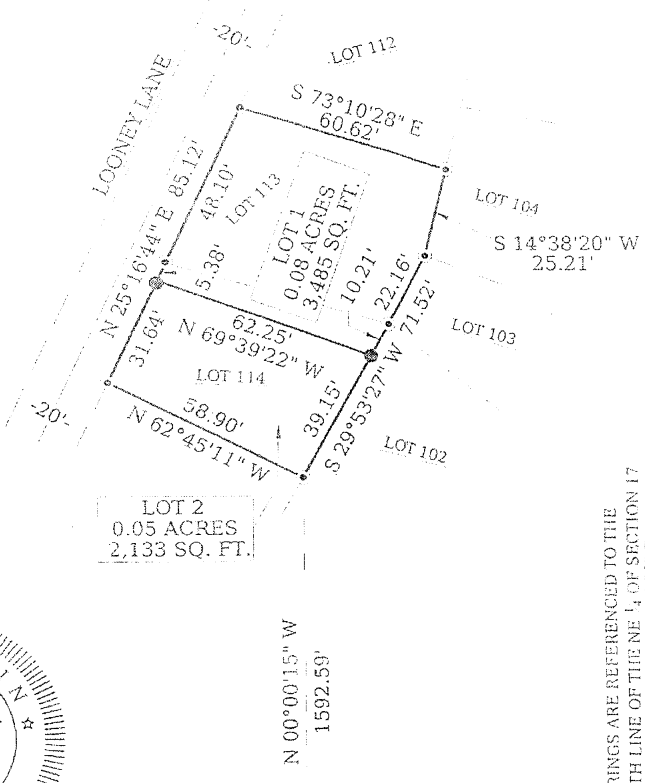 -20'-
LOT 112
LOONEY LANE
S 73°10'28" E
60.62'
N 25°16'44" E 85.12'
48.10'
LOT 113
5.38'
LOT 1
0.08 ACRES
3,485 SQ. FT.
10.21'
22.16'
LOT 104
S 14°38'20" W
25.21'
LOT 103
S 29°53'27" W 71.52'
62.25'
N 69°39'22" W
31.64'
LOT 114
39.15'
58.90'
N 62°45'11" W
-20'-
LOT 102
LOT 2
0.05 ACRES
2,133 SQ. FT.
N 00°00'15" W
1592.59'
RINGS ARE REFERENCED TO THE
TH LINE OF THE NE 1/4 OF SECTION 17
I N